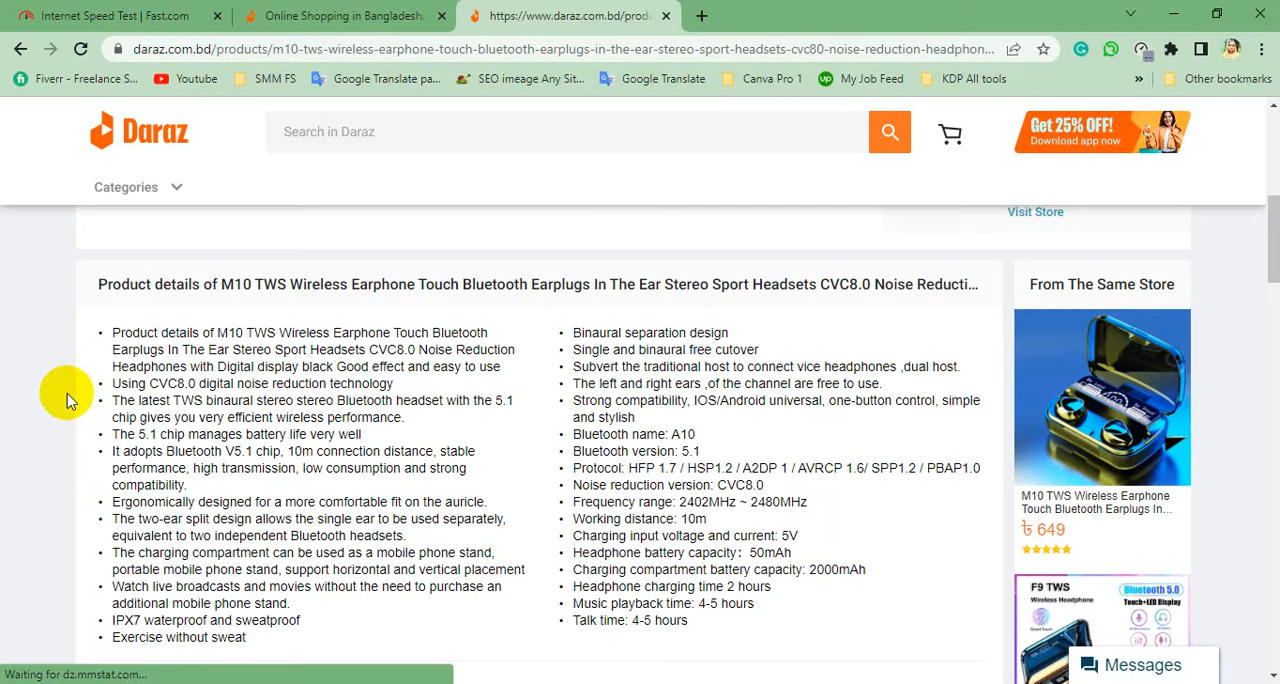 Internet Speed Test | Fast.com
Online Shopping in Bangladesh
https://www.daraz.com.bd/produ
daraz.com.bd/products/m10-tws-wireless-earphone-touch-bluetooth-earplugs-in-the-ear-stereo-sport-headsets-cvc80-noise-reduction-headphon...
Fiverr - Freelance S...
Youtube
SMM FS
Google Translate pa...
SEO imeage Any Sit...
Google Translate
Canva Pro 1
My Job Feed
KDP All tools
»
Other bookmarks
Daraz
Search in Daraz
Get 25% OFF!
Download app now
Categories
Visit Store
Product details of M10 TWS Wireless Earphone Touch Bluetooth Earplugs In The Ear Stereo Sport Headsets CVC8.0 Noise Reducti...
• Product details of M10 TWS Wireless Earphone Touch Bluetooth
Earplugs In The Ear Stereo Sport Headsets CVC8.0 Noise Reduction
Headphones with Digital display black Good effect and easy to use
• Using CVC8.0 digital noise reduction technology
• The latest TWS binaural stereo stereo Bluetooth headset with the 5.1
chip gives you very efficient wireless performance.
• The 5.1 chip manages battery life very well
• It adopts Bluetooth V5.1 chip, 10m connection distance, stable
performance, high transmission, low consumption and strong
compatibility.
• Ergonomically designed for a more comfortable fit on the auricle.
• The two-ear split design allows the single ear to be used separately,
equivalent to two independent Bluetooth headsets.
• The charging compartment can be used as a mobile phone stand,
portable mobile phone stand, support horizontal and vertical placement
• Watch live broadcasts and movies without the need to purchase an
additional mobile phone stand.
• IPX7 waterproof and sweatproof
• Exercise without sweat
• Binaural separation design
• Single and binaural free cutover
• Subvert the traditional host to connect vice headphones ,dual host.
• The left and right ears ,of the channel are free to use.
• Strong compatibility, IOS/Android universal, one-button control, simple
and stylish
• Bluetooth name: A10
• Bluetooth version: 5.1
• Protocol: HFP 1.7 / HSP1.2 / A2DP 1 / AVRCP 1.6/ SPP1.2 / PBAP1.0
• Noise reduction version: CVC8.0
• Frequency range: 2402MHz ~ 2480MHz
• Working distance: 10m
• Charging input voltage and current: 5V
• Headphone battery capacity： 50mAh
• Charging compartment battery capacity: 2000mAh
• Headphone charging time 2 hours
• Music playback time: 4-5 hours
• Talk time: 4-5 hours
From The Same Store
M10 TWS Wireless Earphone
Touch Bluetooth Earplugs In...
৳ 649
F9 TWS
Wireless Headphone
Bluetooth 5.0
Touch+LED Display
Messages
Waiting for dz.mmstat.com...